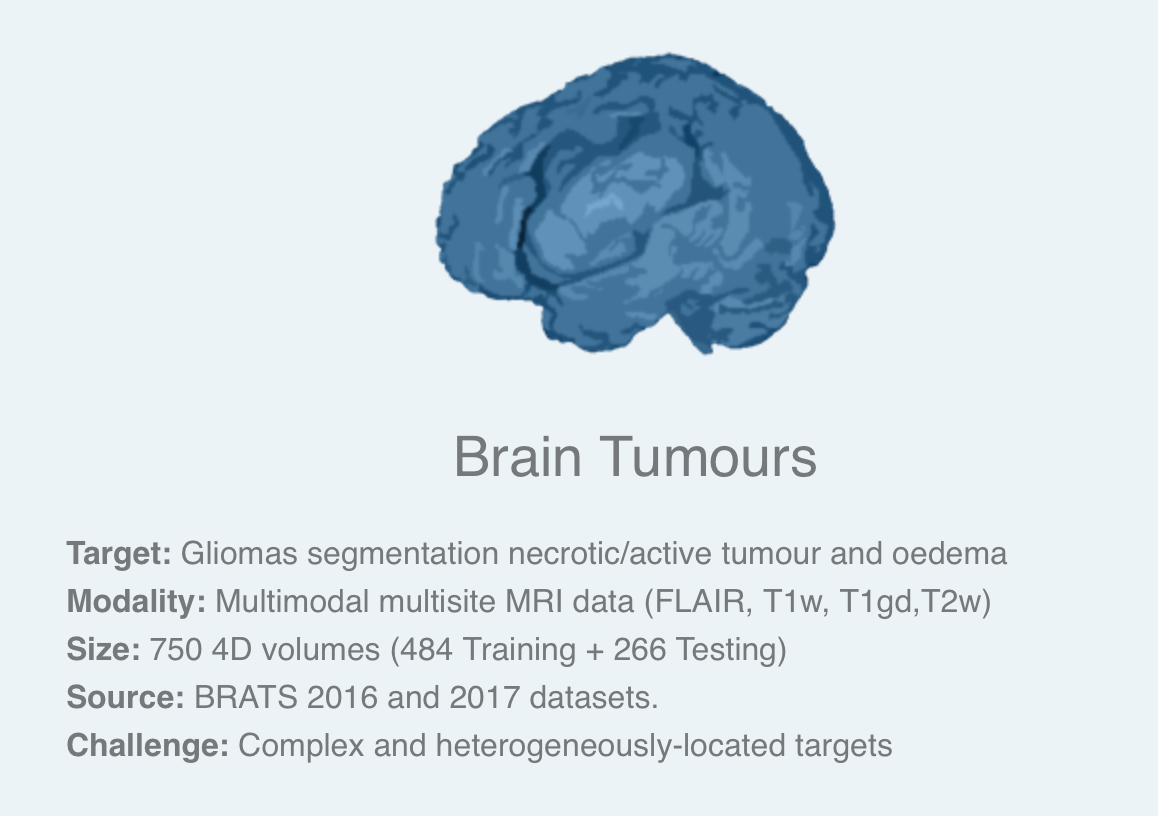 Brain Tumours
Target: Gliomas segmentation necrotic/active tumour and oedema
Modality: Multimodal multisite MRI data (FLAIR, T1w, T1gd,T2w)
Size: 750 4D volumes (484 Training + 266 Testing)
Source: BRATS 2016 and 2017 datasets.
Challenge: Complex and heterogeneously-located targets